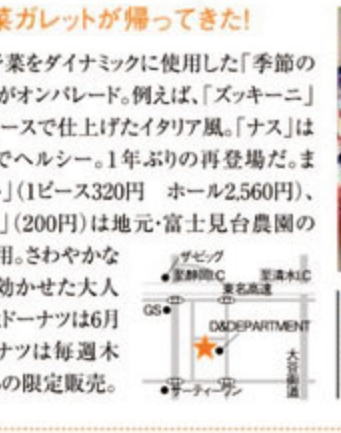 菜ガレットが帰ってきた!
菜をダイナミックに使用した「季節の
がオンパレード。例えば、「ズッキーニ」
ースで仕上げたイタリア風。「ナス」は
でヘルシー。1年ぶりの再登場だ。ま
」(1ピース320円　ホール2,560円)、
」(200円)は地元・富士見台農園の
用。さわやかな
効かせた大人
ドーナツは6月
ナツは毎週木
の限定販売。
ザ・ビッグ
至静岡I.C
至清水I.C
東名高速
GS
D&DEPARTMENT
大谷街道
サーティーワン